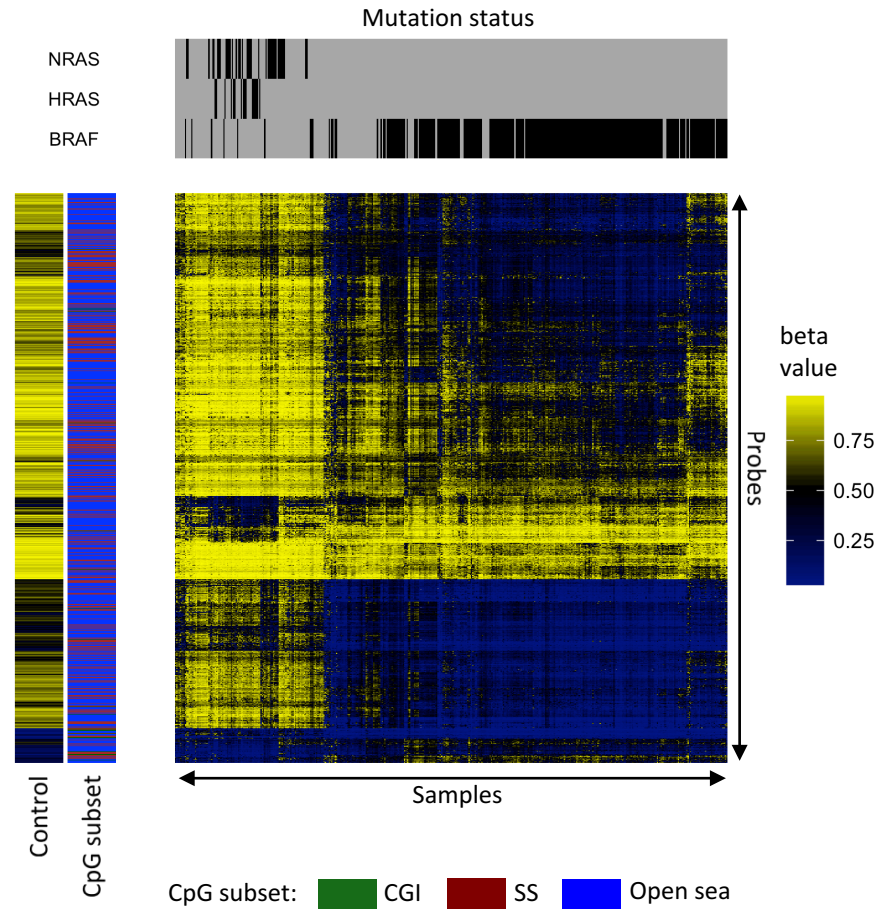 Mutation status
NRAS
HRAS
BRAF
beta
value
0.75
0.50
0.25
Probes
Samples
Control
CpG subset
CpG subset: CGI SS Open sea